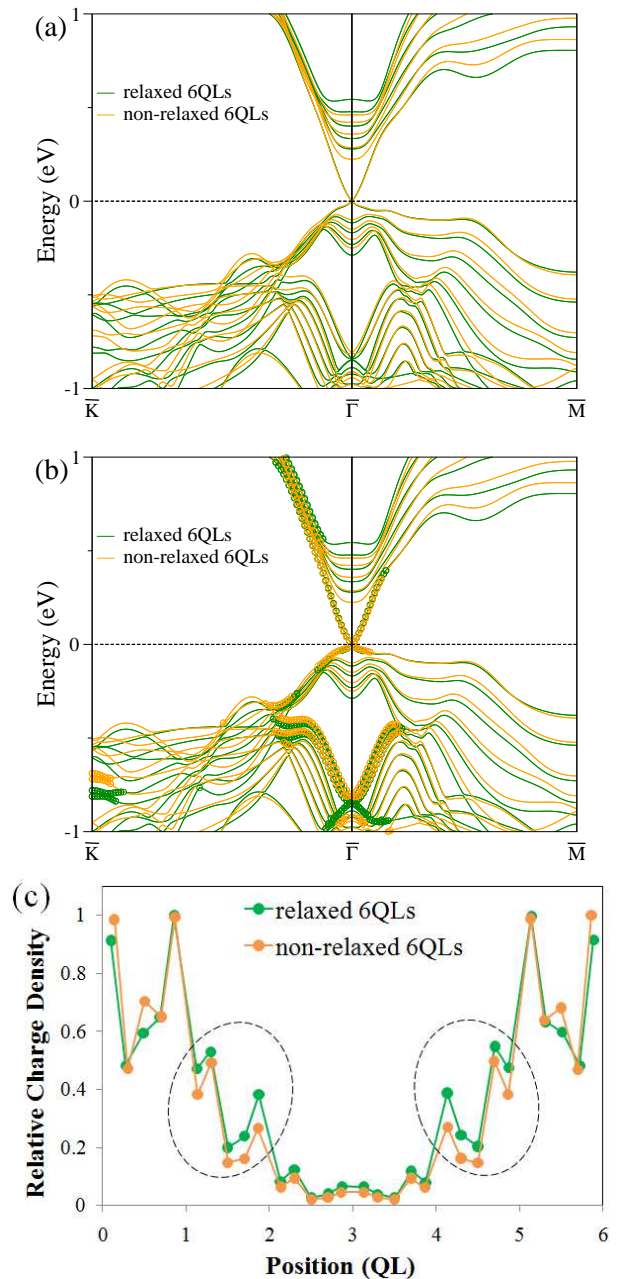 (a)
1
relaxed 6QLs
non-relaxed 6QLs
Energy (eV)
0
-1
K̅
Γ̅
M̅
(b)
1
relaxed 6QLs
non-relaxed 6QLs
Energy (eV)
0
-1
K̅
Γ̅
M̅
(c)
relaxed 6QLs
non-relaxed 6QLs
Relative Charge Density
1
0.8
0.6
0.4
0.2
0
0 1 2 3 4 5 6
Position (QL)